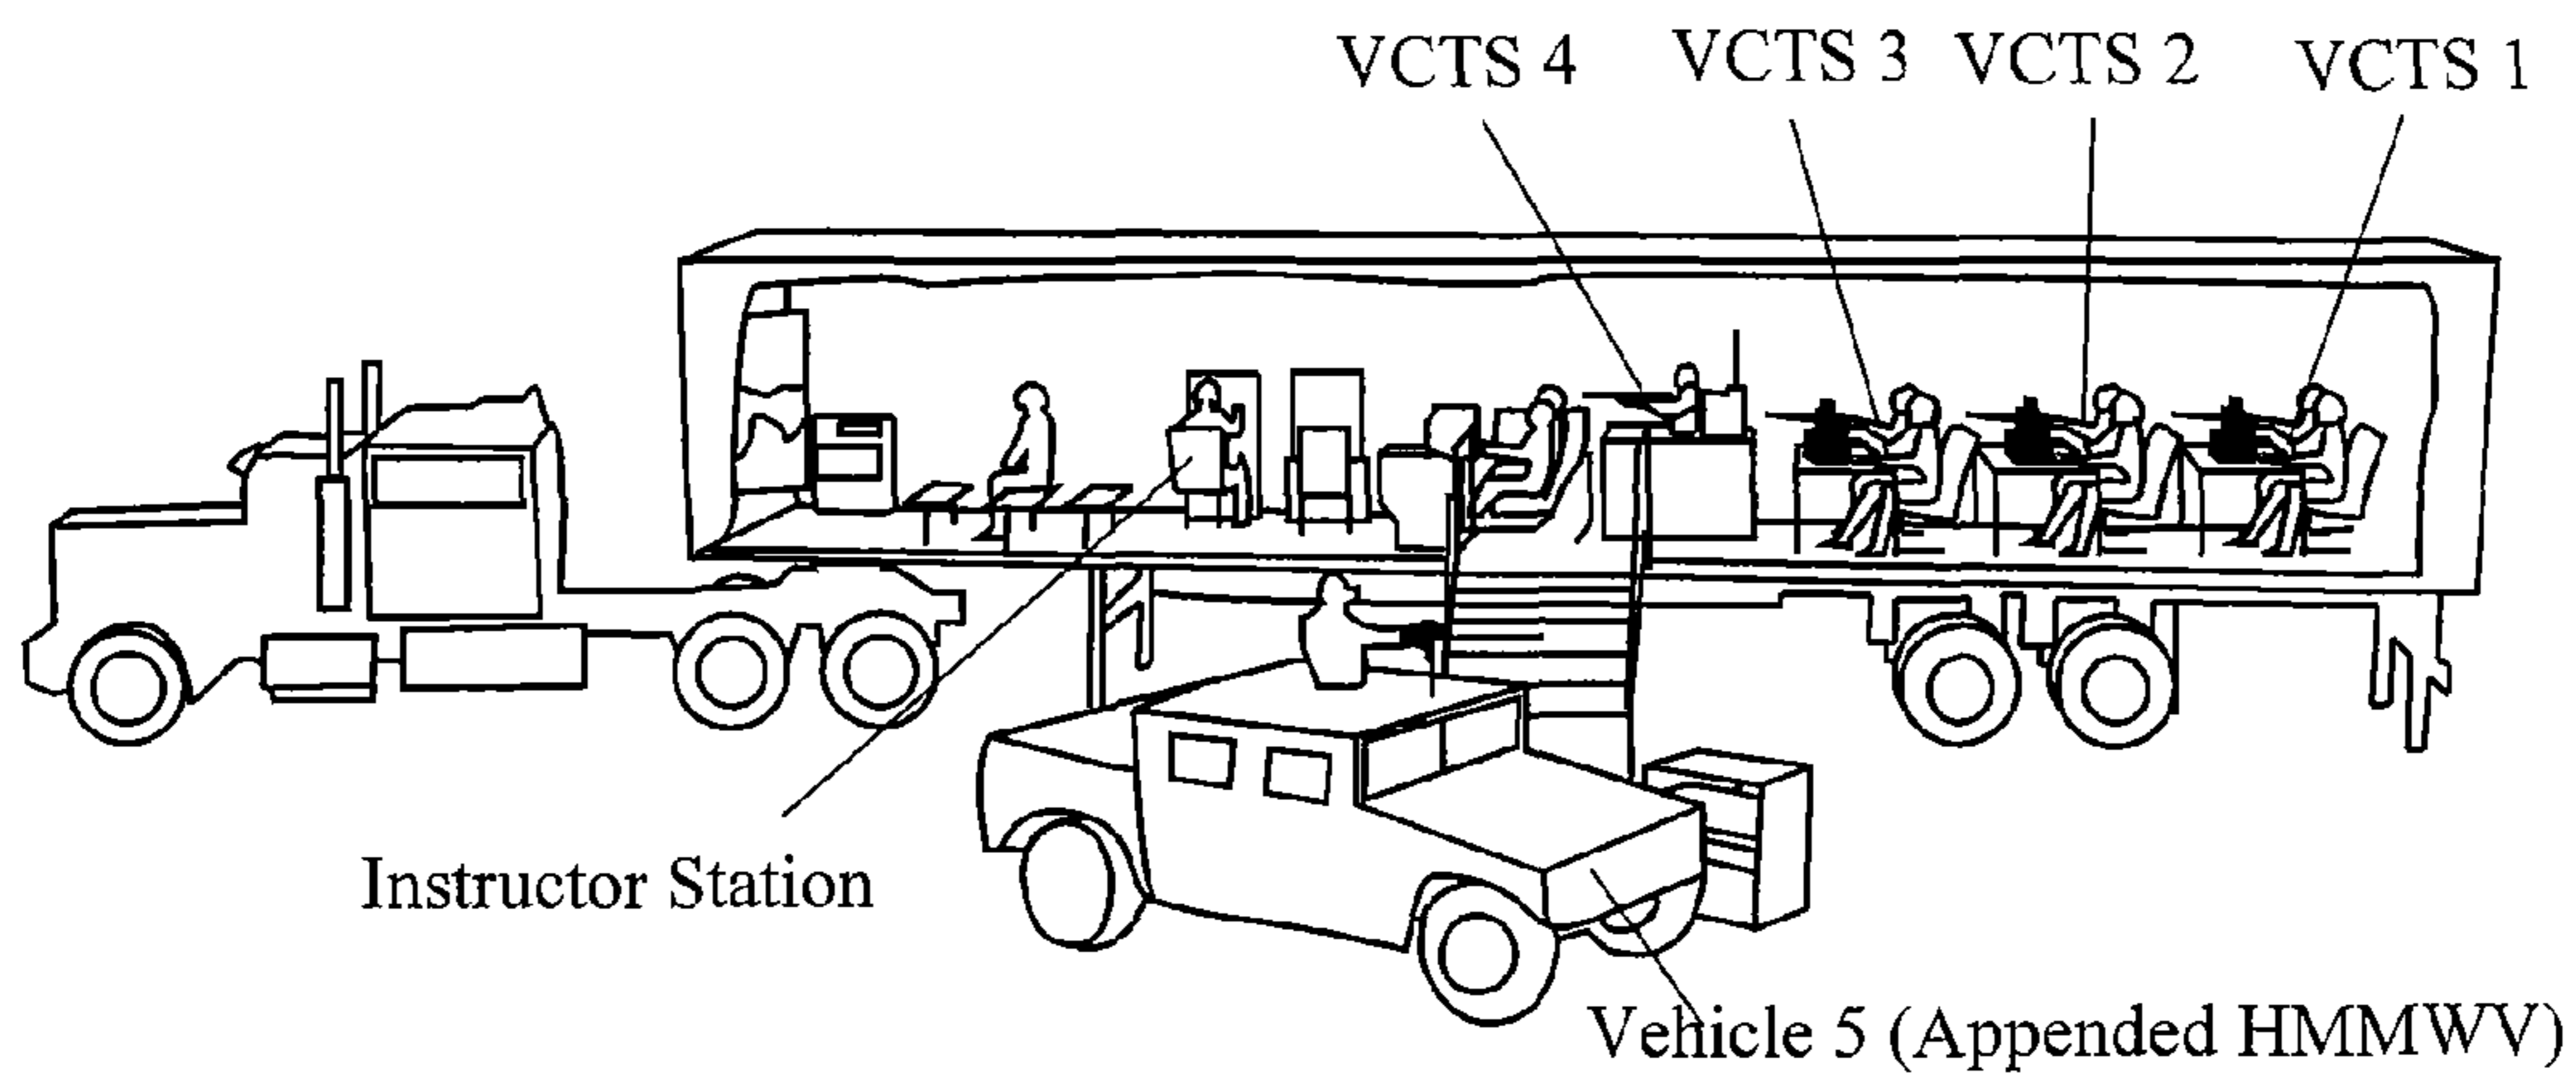 VCTS 4
VCTS 3
VCTS 2
VCTS 1
Instructor Station
Vehicle 5 (Appended HMMWV)